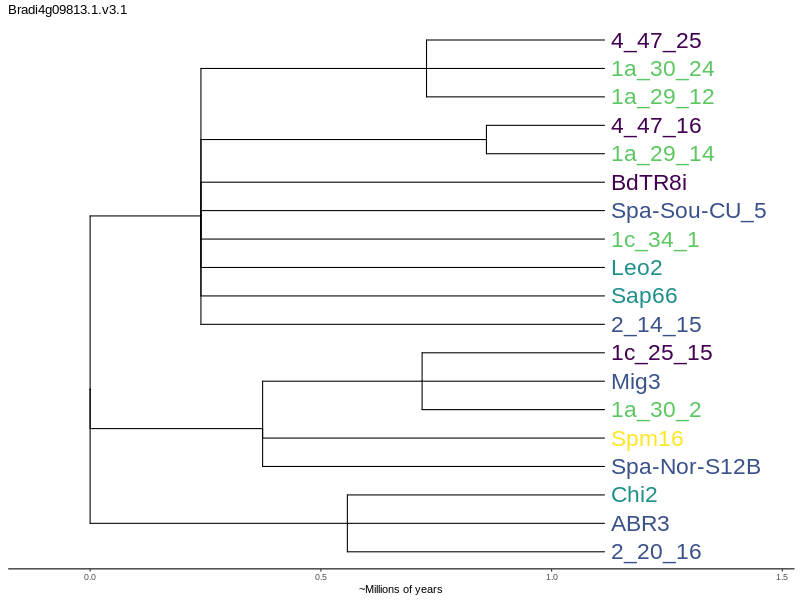 Bradi4g09813.1.v3.1
4_47_25
1a_30_24
1a_29_12
4_47_16
1a_29_14
BdTR8i
Spa-Sou-CU_5
1c_34_1
Leo2
Sap66
2_14_15
1c_25_15
Mig3
1a_30_2
Spm16
Spa-Nor-S12B
Chi2
ABR3
2_20_16
0.0 0.5 1.0 1.5
~Millions of years